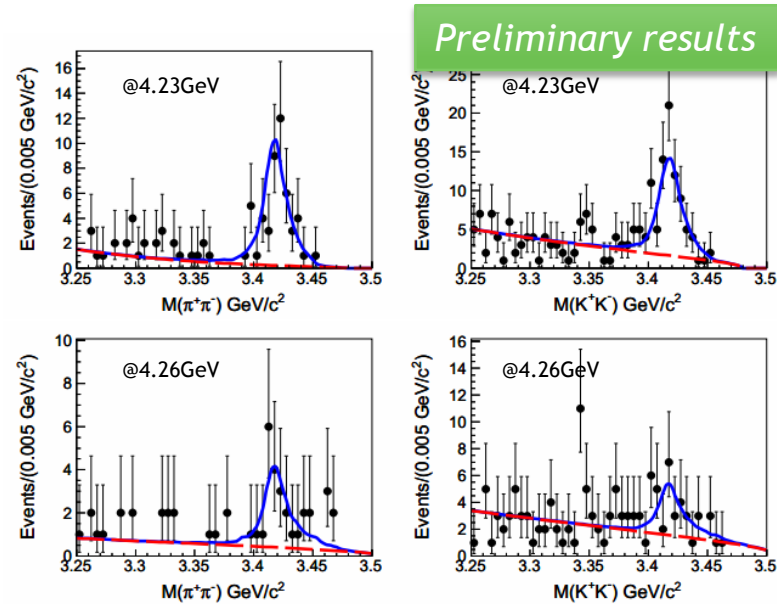 Preliminary results
@4.23GeV
Events/(0.005 GeV/c²)
16
14
12
10
8
6
4
2
0
3.25 3.3 3.35 3.4 3.45 3.5
M(π⁺π⁻) GeV/c²
@4.23GeV
Events/(0.005 GeV/c²)
25
20
15
10
5
0
3.25 3.3 3.35 3.4 3.45 3.5
M(K⁺K⁻) GeV/c²
@4.26GeV
Events/(0.005 GeV/c²)
10
8
6
4
2
0
3.25 3.3 3.35 3.4 3.45 3.5
M(π⁺π⁻) GeV/c²
@4.26GeV
Events/(0.005 GeV/c²)
16
14
12
10
8
6
4
2
0
3.25 3.3 3.35 3.4 3.45 3.5
M(K⁺K⁻) GeV/c²